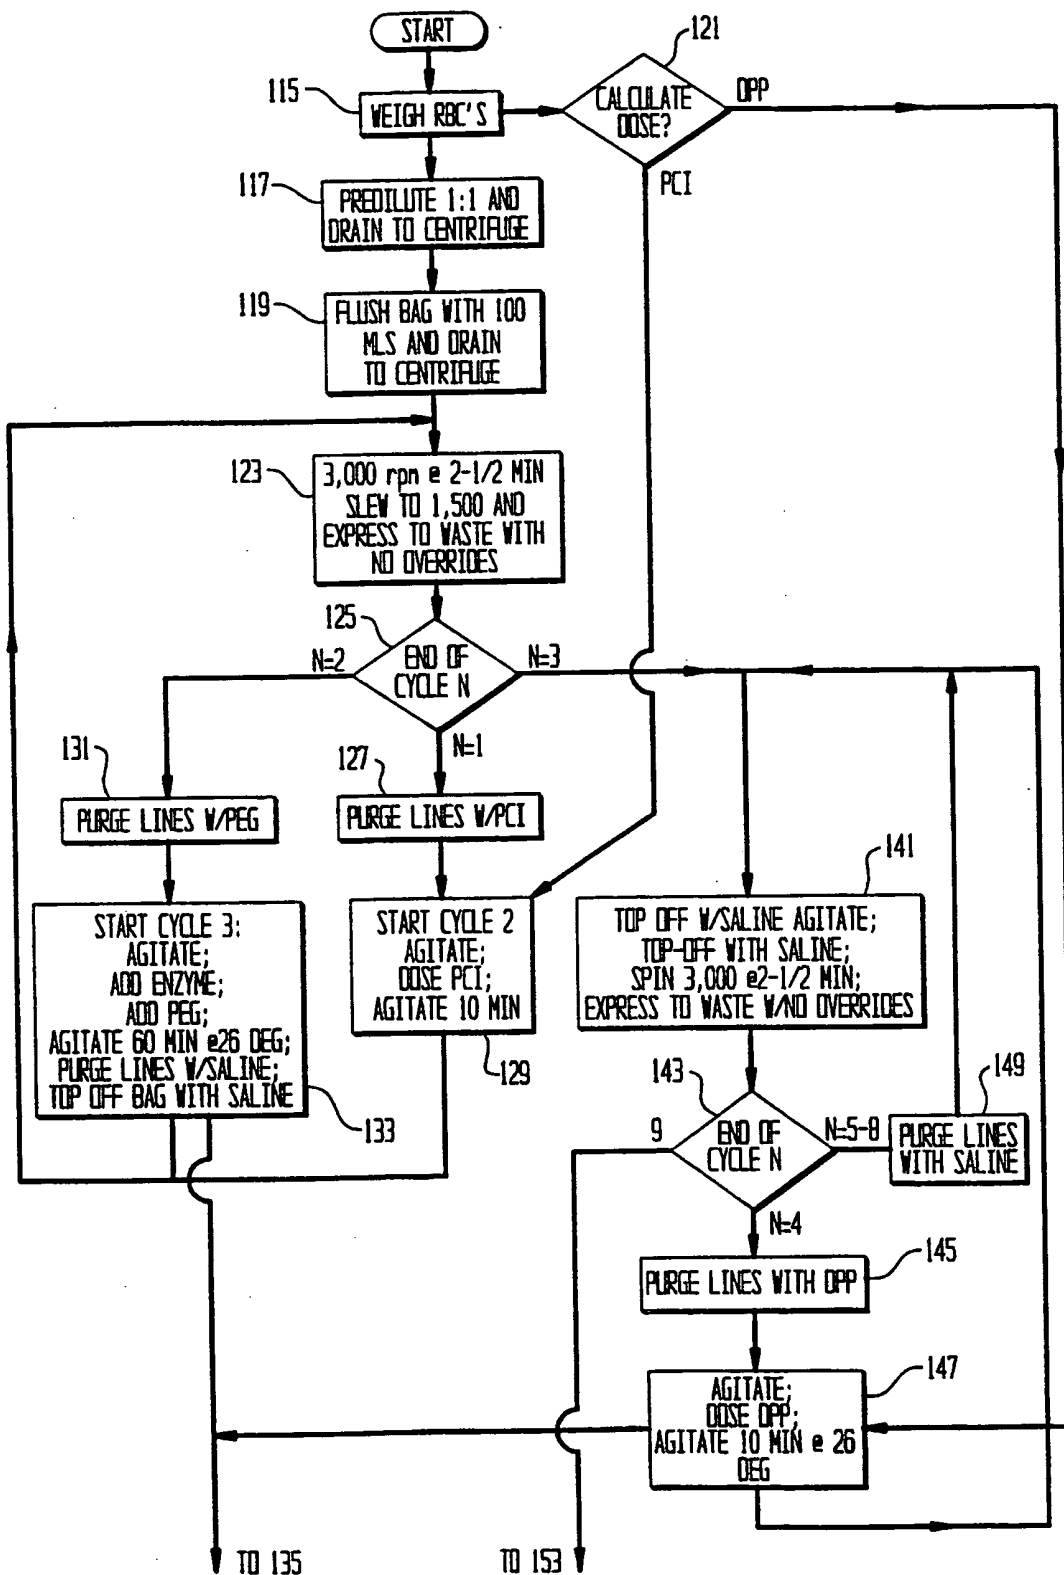 START
115
WEIGH RBC'S
121
CALCULATE
DOSE?
DPP
PCI
117
PREDILUTE 1:1 AND
DRAIN TO CENTRIFUGE
119
FLUSH BAG WITH 100
MLS AND DRAIN
TO CENTRIFUGE
123
3,000 rpm @ 2-1/2 MIN
SLEW TO 1,500 AND
EXPRESS TO WASTE WITH
NO OVERRIDES
125
END OF
CYCLE N
N=2
N=3
N=1
131
PURGE LINES W/PEG
127
PURGE LINES W/PCI
START CYCLE 3:
AGITATE;
ADD ENZYME;
ADD PEG;
AGITATE 60 MIN @26 DEG;
PURGE LINES W/SALINE;
TOP OFF BAG WITH SALINE
133
START CYCLE 2
AGITATE;
DOSE PCI;
AGITATE 10 MIN
129
141
TOP OFF W/SALINE AGITATE;
TOP-OFF WITH SALINE;
SPIN 3,000 @2-1/2 MIN;
EXPRESS TO WASTE W/NO OVERRIDES
143
END OF
CYCLE N
9
N=5-8
N=4
149
PURGE LINES
WITH SALINE
145
PURGE LINES WITH DPP
147
AGITATE;
DOSE DPP;
AGITATE 10 MIN @ 26
DEG
TO 135
TO 153